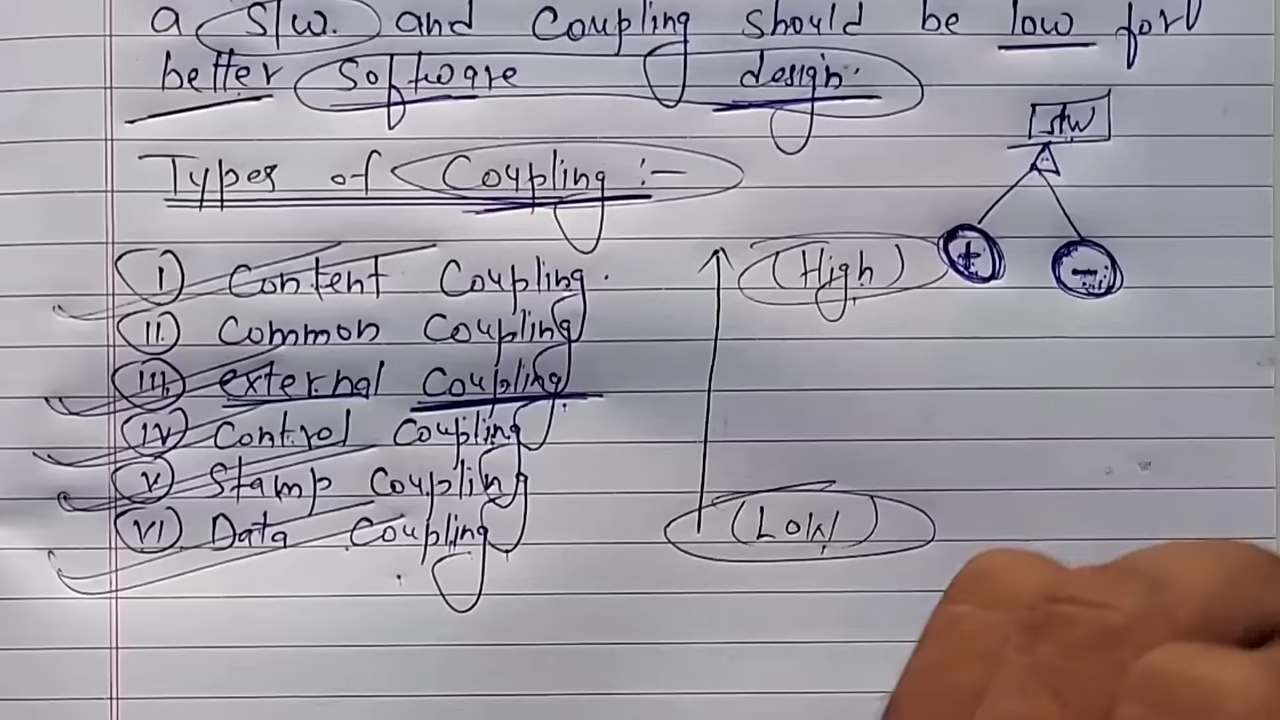 a S/w. and Coupling should be low for
better Software design.
S/w
Types of Coupling :-
+ -
I) Content Coupling. (High)
II) Common Coupling
III) external Coupling
IV) Control Coupling
V) Stamp Coupling
VI) Data Coupling (Low)